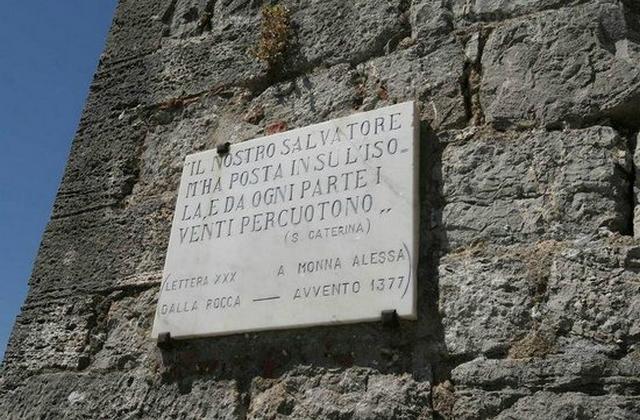 "IL NOSTRO SALVATORE
M'HA POSTA IN SU L'ISO-
LA, E DA OGNI PARTE I
VENTI PERCUOTONO,,
(S CATERINA)
(LETTERA XXX A MONNA ALESSA
DALLA ROCCA — AVVENTO 1377)